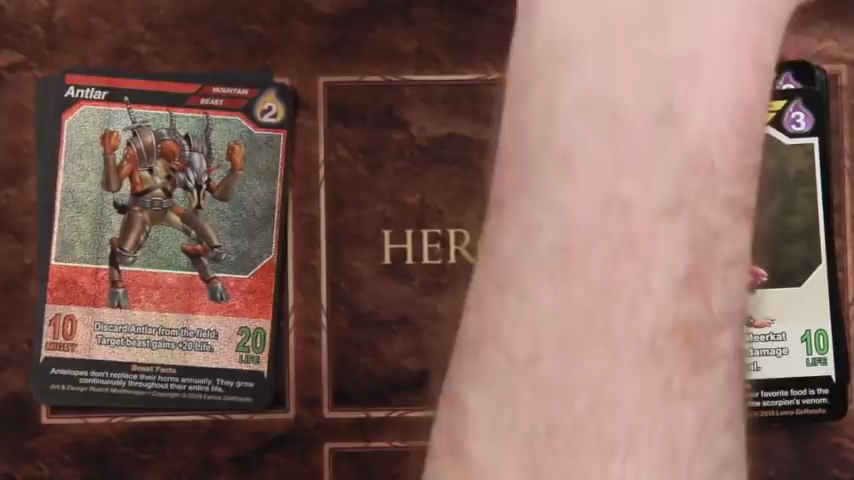 Antlar
MOUNTAIN
BEAST
2
10
MIGHT
Discard Antlar from the field:
Target beast gains +20 Life.
20
LIFE
Beast Facts
Antelopes don't replace their horns annually. They grow
continuously throughout their entire life.
HER
3
Meerkat
damage
10
LIFE
favorite food is the
scorpion's venom.